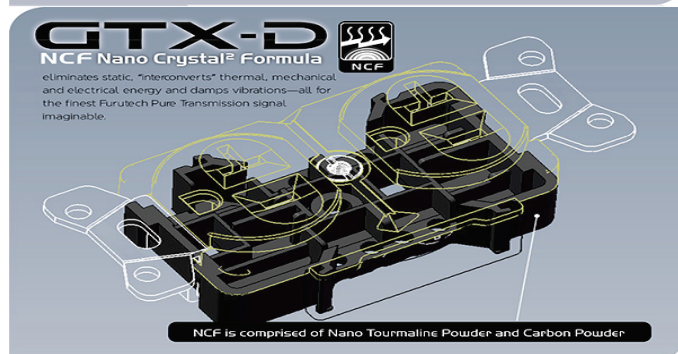 GTX-D
NCF Nano Crystal² Formula
NCF
eliminates static, "interconverts" thermal, mechanical
and electrical energy and damps vibrations—all for
the finest Furutech Pure Transmission signal
imaginable.
NCF is comprised of Nano Tourmaline Powder and Carbon Powder